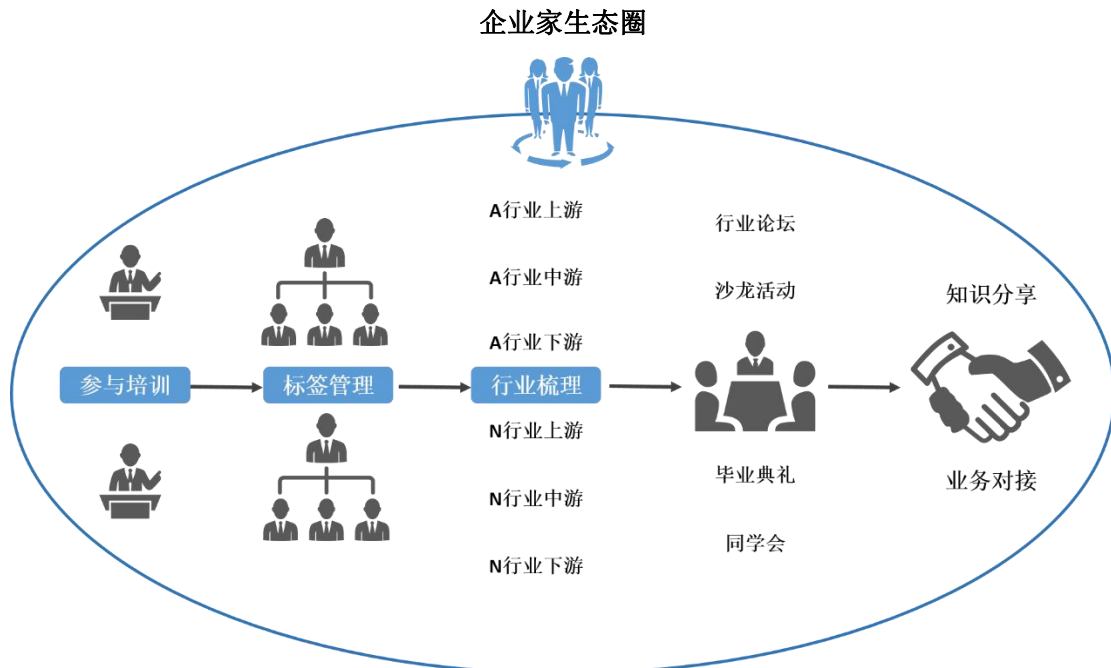 企业家生态圈
A行业上游
A行业中游
A行业下游
行业论坛
沙龙活动
知识分享
参与培训
标签管理
行业梳理
N行业上游
N行业中游
N行业下游
毕业典礼
同学会
业务对接